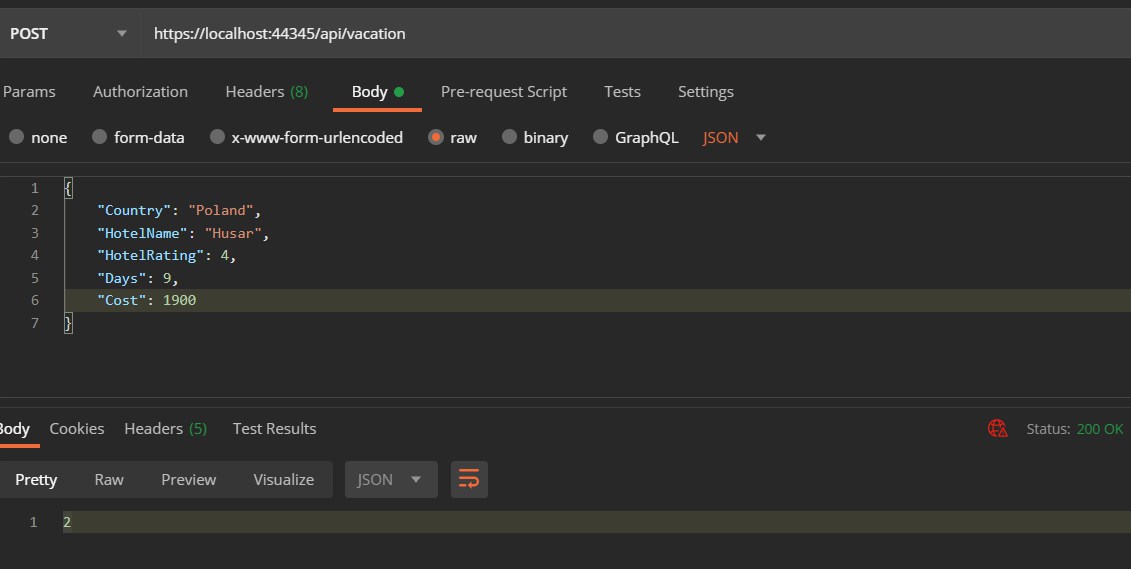 POST https://localhost:44345/api/vacation
Params Authorization Headers (8) Body Pre-request Script Tests Settings
none form-data x-www-form-urlencoded raw binary GraphQL JSON
1 {
2 "Country": "Poland",
3 "HotelName": "Husar",
4 "HotelRating": 4,
5 "Days": 9,
6 "Cost": 1900
7 }
Body Cookies Headers (5) Test Results Status: 200 OK
Pretty Raw Preview Visualize JSON
1 2